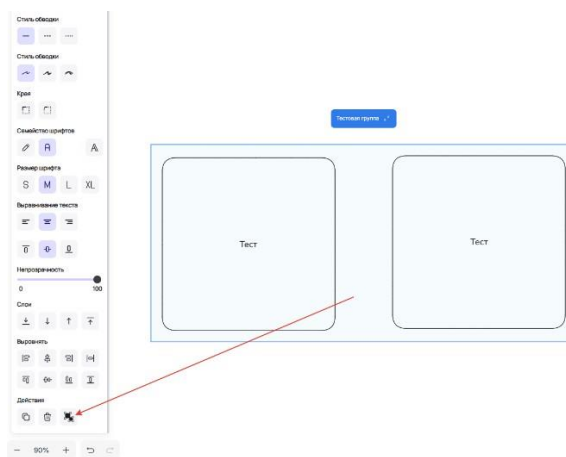 Стиль обводки
Стиль обводки
Края
Семейство шрифтов
A
Размер шрифта
S M L XL
Выравнивание текста
Непрозрачность
0 100
Слои
Выровнять
Действия
− 90% +
Тестовая группа
Тест
Тест